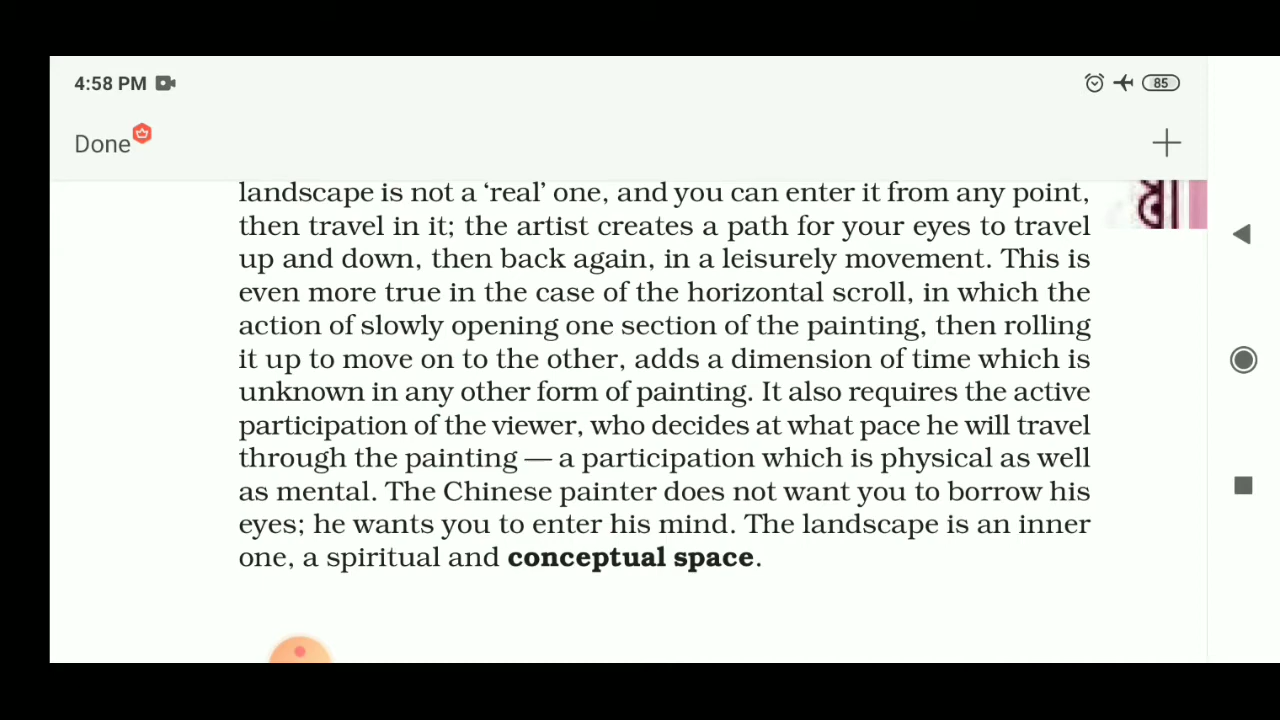 4:58 PM
85
Done
landscape is not a ‘real’ one, and you can enter it from any point,
then travel in it; the artist creates a path for your eyes to travel
up and down, then back again, in a leisurely movement. This is
even more true in the case of the horizontal scroll, in which the
action of slowly opening one section of the painting, then rolling
it up to move on to the other, adds a dimension of time which is
unknown in any other form of painting. It also requires the active
participation of the viewer, who decides at what pace he will travel
through the painting — a participation which is physical as well
as mental. The Chinese painter does not want you to borrow his
eyes; he wants you to enter his mind. The landscape is an inner
one, a spiritual and conceptual space.